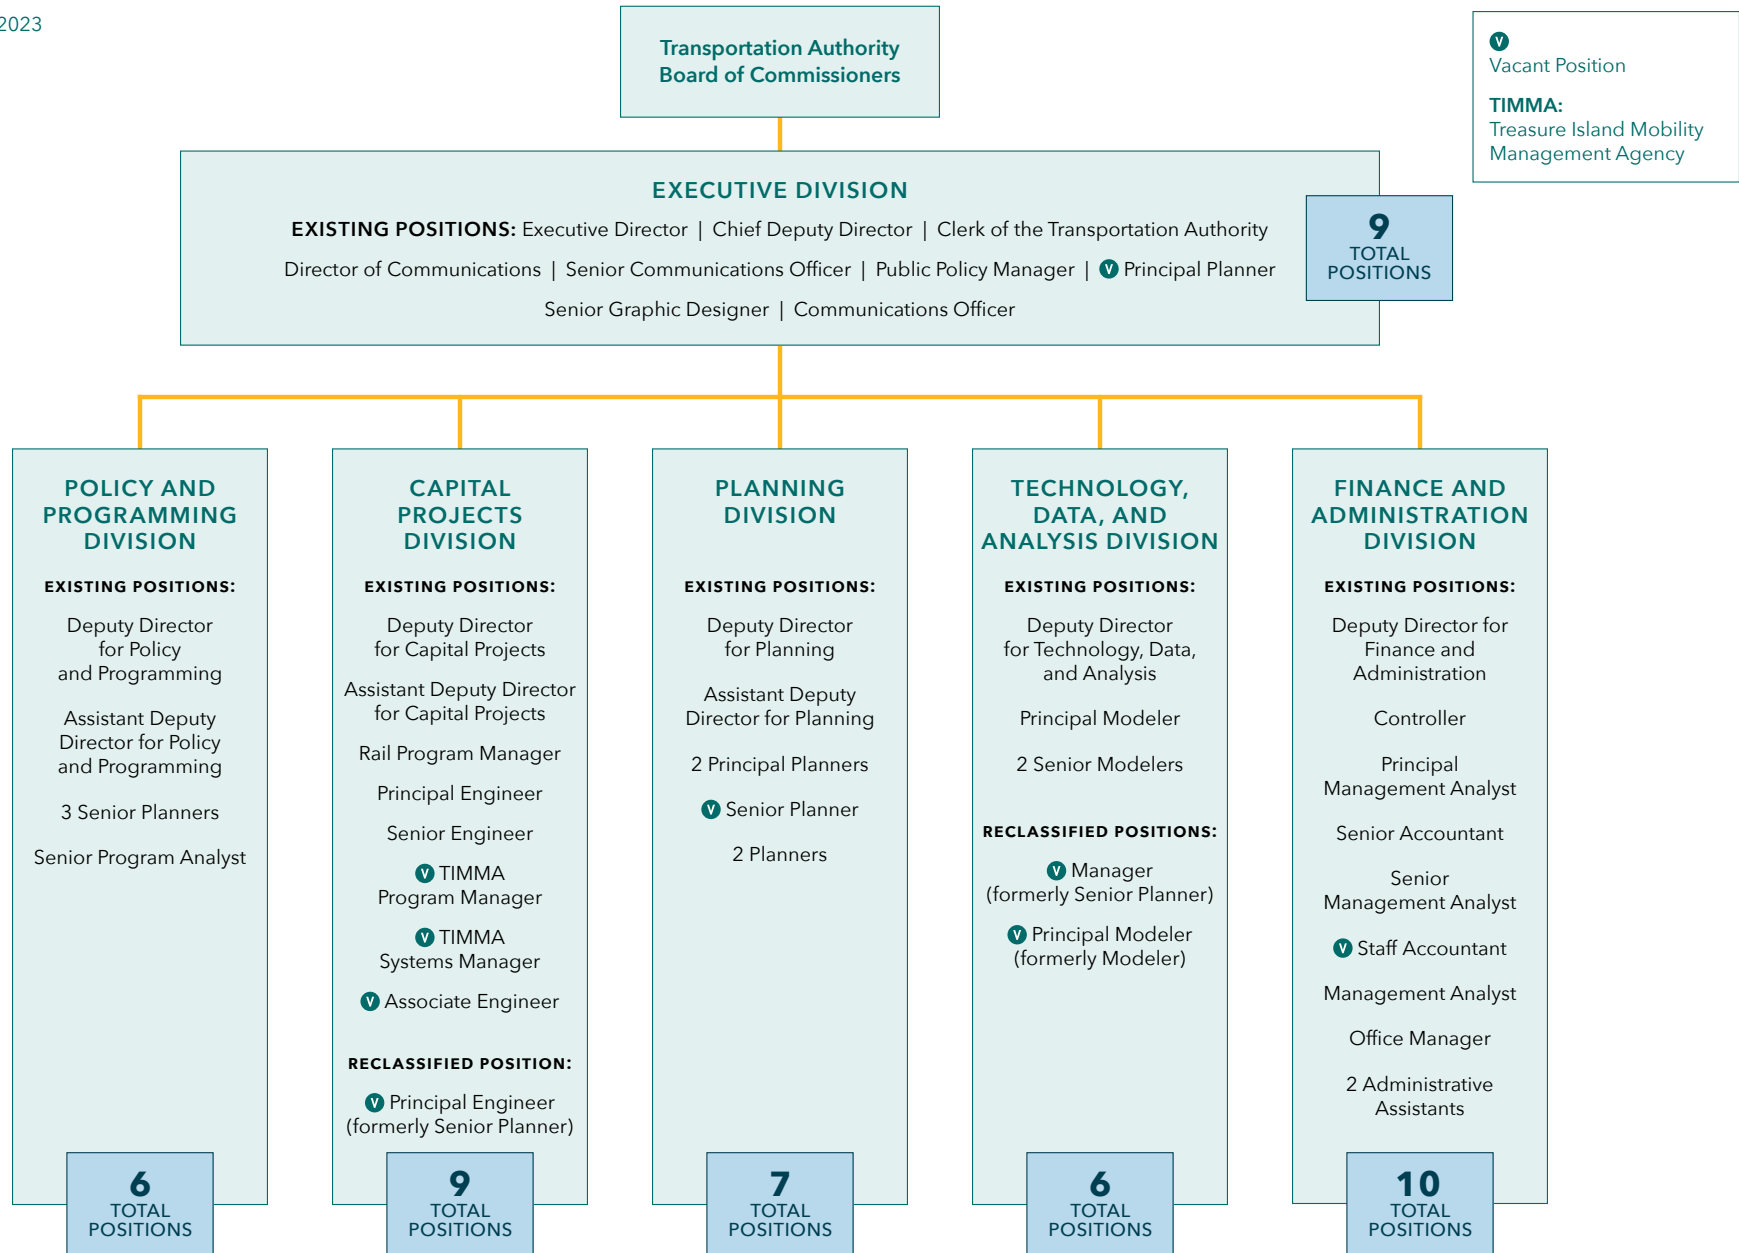 2023
Transportation Authority
Board of Commissioners
V
Vacant Position
TIMMA:
Treasure Island Mobility
Management Agency
EXECUTIVE DIVISION
EXISTING POSITIONS: Executive Director | Chief Deputy Director | Clerk of the Transportation Authority
Director of Communications | Senior Communications Officer | Public Policy Manager | V Principal Planner
Senior Graphic Designer | Communications Officer
9
TOTAL
POSITIONS
POLICY AND
PROGRAMMING
DIVISION
EXISTING POSITIONS:
Deputy Director
for Policy
and Programming
Assistant Deputy
Director for Policy
and Programming
3 Senior Planners
Senior Program Analyst
6
TOTAL
POSITIONS
CAPITAL
PROJECTS
DIVISION
EXISTING POSITIONS:
Deputy Director
for Capital Projects
Assistant Deputy Director
for Capital Projects
Rail Program Manager
Principal Engineer
Senior Engineer
V TIMMA
Program Manager
V TIMMA
Systems Manager
V Associate Engineer
RECLASSIFIED POSITION:
V Principal Engineer
(formerly Senior Planner)
9
TOTAL
POSITIONS
PLANNING
DIVISION
EXISTING POSITIONS:
Deputy Director
for Planning
Assistant Deputy
Director for Planning
2 Principal Planners
V Senior Planner
2 Planners
7
TOTAL
POSITIONS
TECHNOLOGY,
DATA, AND
ANALYSIS DIVISION
EXISTING POSITIONS:
Deputy Director
for Technology, Data,
and Analysis
Principal Modeler
2 Senior Modelers
RECLASSIFIED POSITIONS:
V Manager
(formerly Senior Planner)
V Principal Modeler
(formerly Modeler)
6
TOTAL
POSITIONS
FINANCE AND
ADMINISTRATION
DIVISION
EXISTING POSITIONS:
Deputy Director for
Finance and
Administration
Controller
Principal
Management Analyst
Senior Accountant
Senior
Management Analyst
V Staff Accountant
Management Analyst
Office Manager
2 Administrative
Assistants
10
TOTAL
POSITIONS